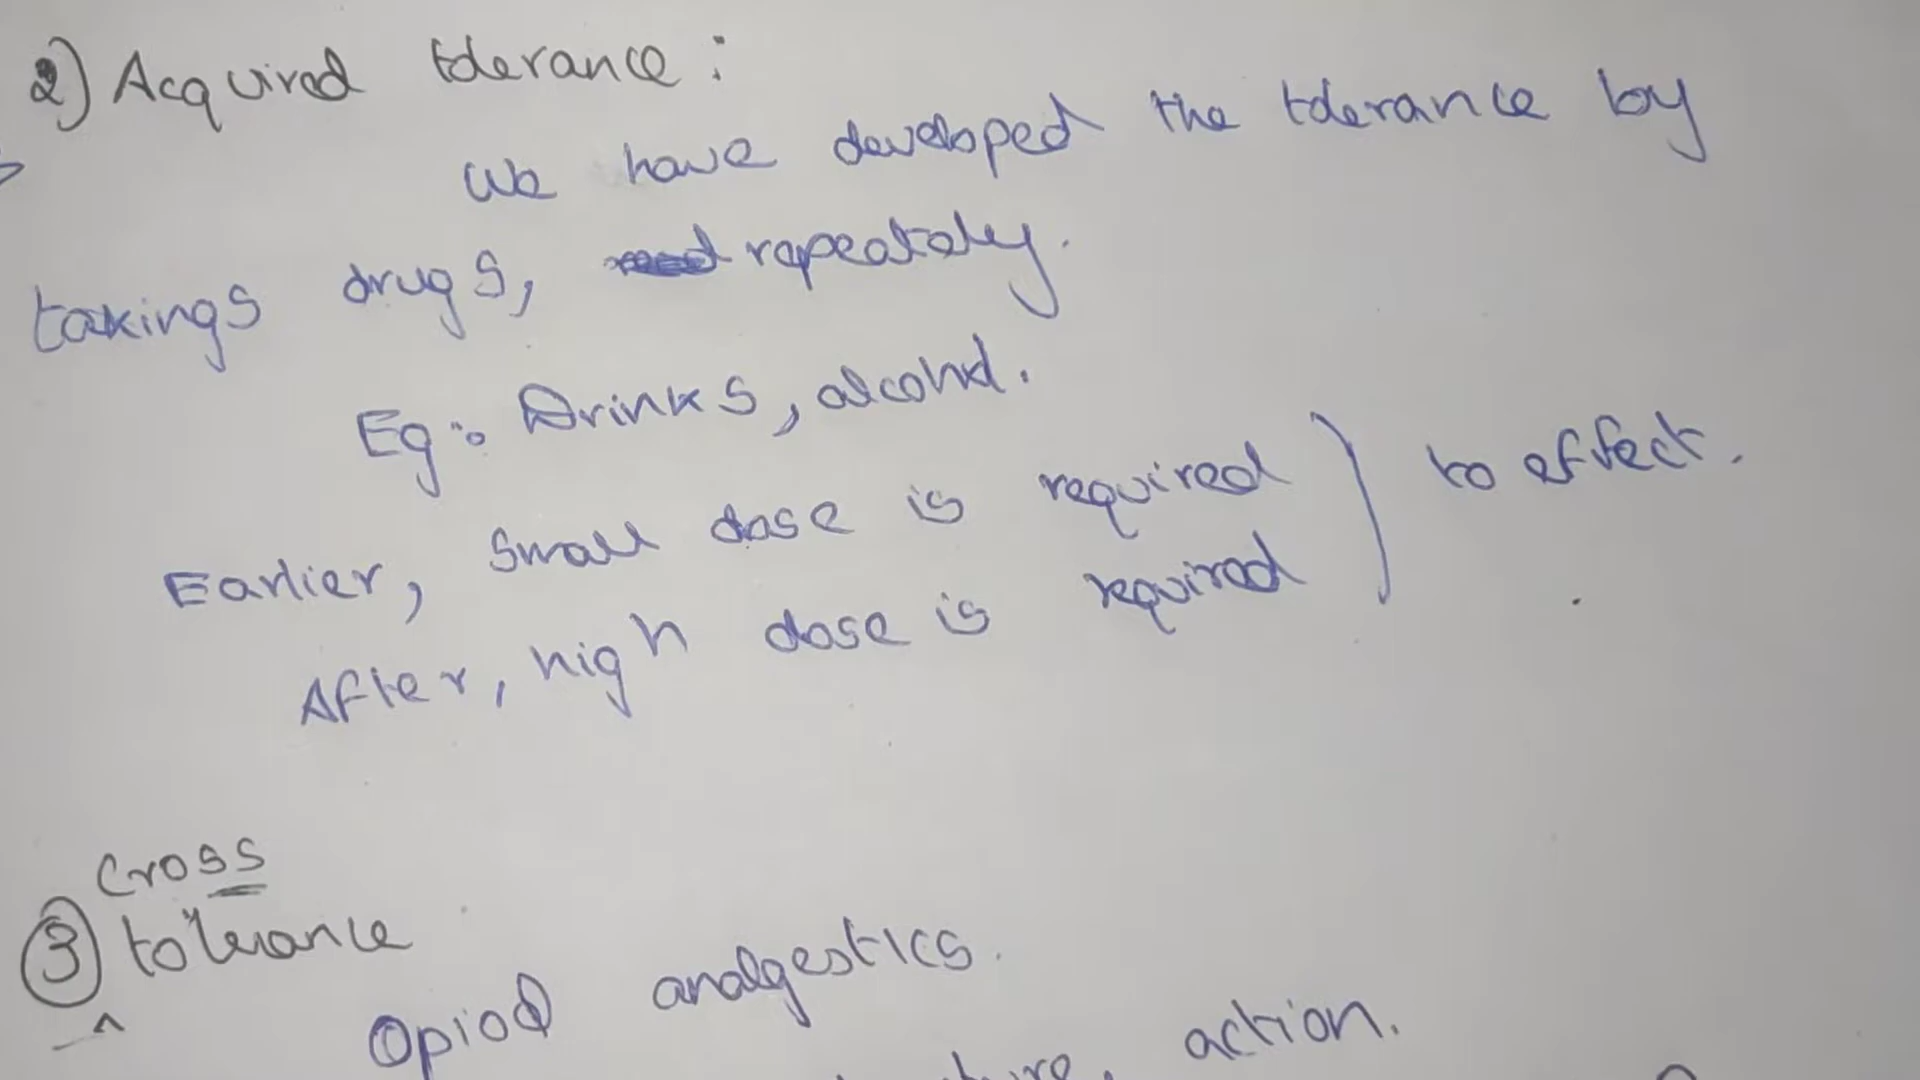 2) Acquired tolerance:
We have developed the tolerance by
takings drugs, repeately.
Eg:- Drinks, alcohol.
Earlier, small dose is required
to effect.
After, high dose is required
Cross
3 tolerance
Opiod analgestics.
action.